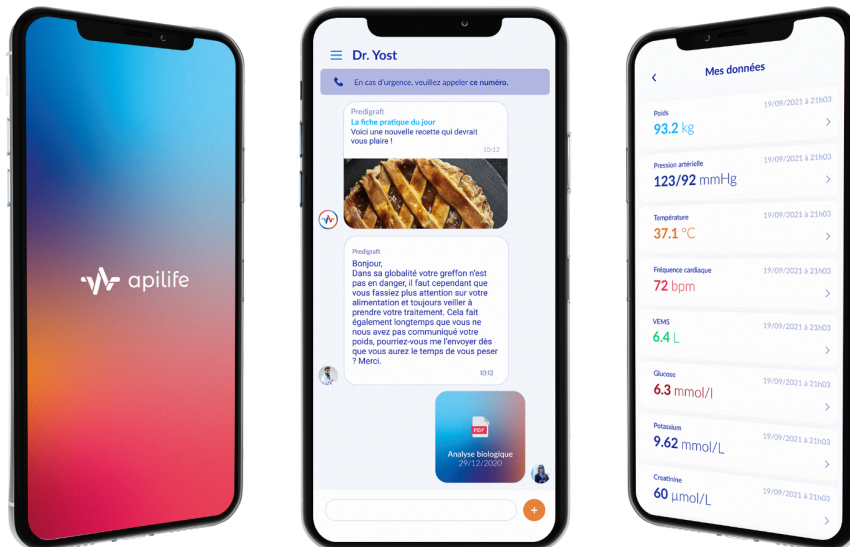 apilife
Dr. Yost
En cas d'urgence, veuillez appeler ce numéro.
Predigraft
La fiche pratique du jour
Voici une nouvelle recette qui devrait
vous plaire !
10:12
Predigraft
Bonjour,
Dans sa globalité votre greffon n'est
pas en danger, il faut cependant que
vous fassiez plus attention sur votre
alimentation et toujours veiller à
prendre votre traitement. Cela fait
également longtemps que vous ne
nous avez pas communiqué votre
poids, pourriez-vous me l'envoyer dès
que vous aurez le temps de vous peser
? Merci.
10:12
PDF
Analyse biologique
29/12/2020
Mes données
Poids
19/09/2021 à 21h03
93.2 kg
Pression artérielle
19/09/2021 à 21h03
123/92 mmHg
Température
19/09/2021 à 21h03
37.1 °C
Fréquence cardiaque
19/09/2021 à 21h03
72 bpm
VEMS
19/09/2021 à 21h03
6.4 L
Glucose
19/09/2021 à 21h03
6.3 mmol/l
Potassium
19/09/2021 à 21h03
9.62 mmol/L
Creatinine
19/09/2021 à 21h03
60 µmol/L